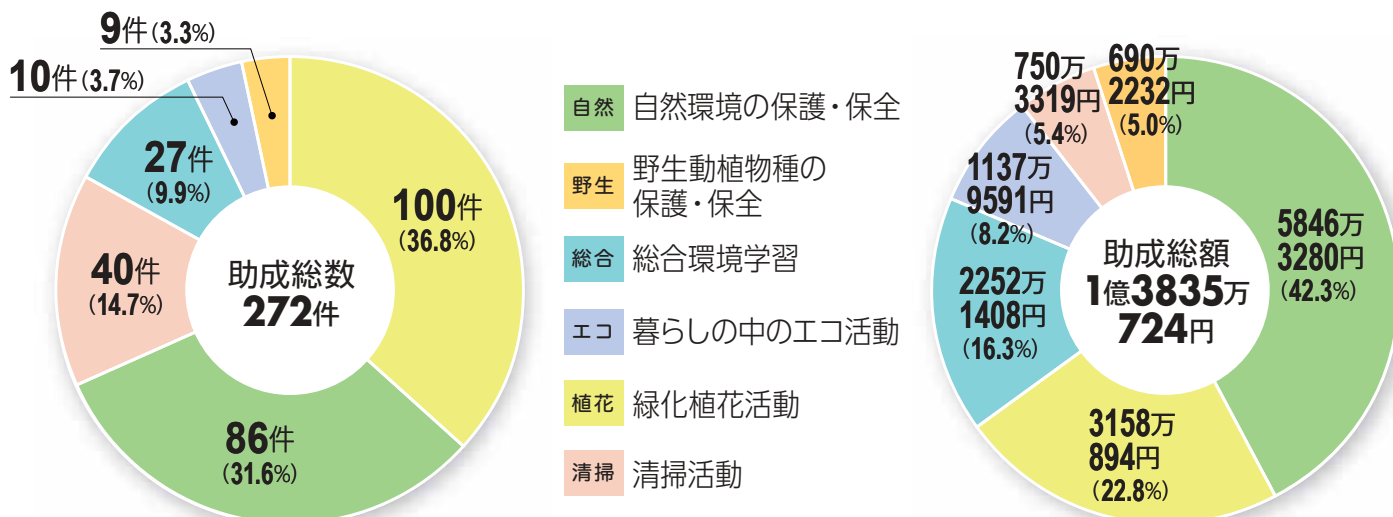 9件(3.3%)
10件(3.7%)
27件
(9.9%)
40件
(14.7%)
86件
(31.6%)
100件
(36.8%)
助成総数
272件
自然 自然環境の保護・保全
野生 野生動植物種の
保護・保全
総合 総合環境学習
エコ 暮らしの中のエコ活動
植花 緑化植花活動
清掃 清掃活動
690万
2232円
(5.0%)
750万
3319円
(5.4%)
1137万
9591円
(8.2%)
2252万
1408円
(16.3%)
3158万
894円
(22.8%)
5846万
3280円
(42.3%)
助成総額
1億3835万
724円